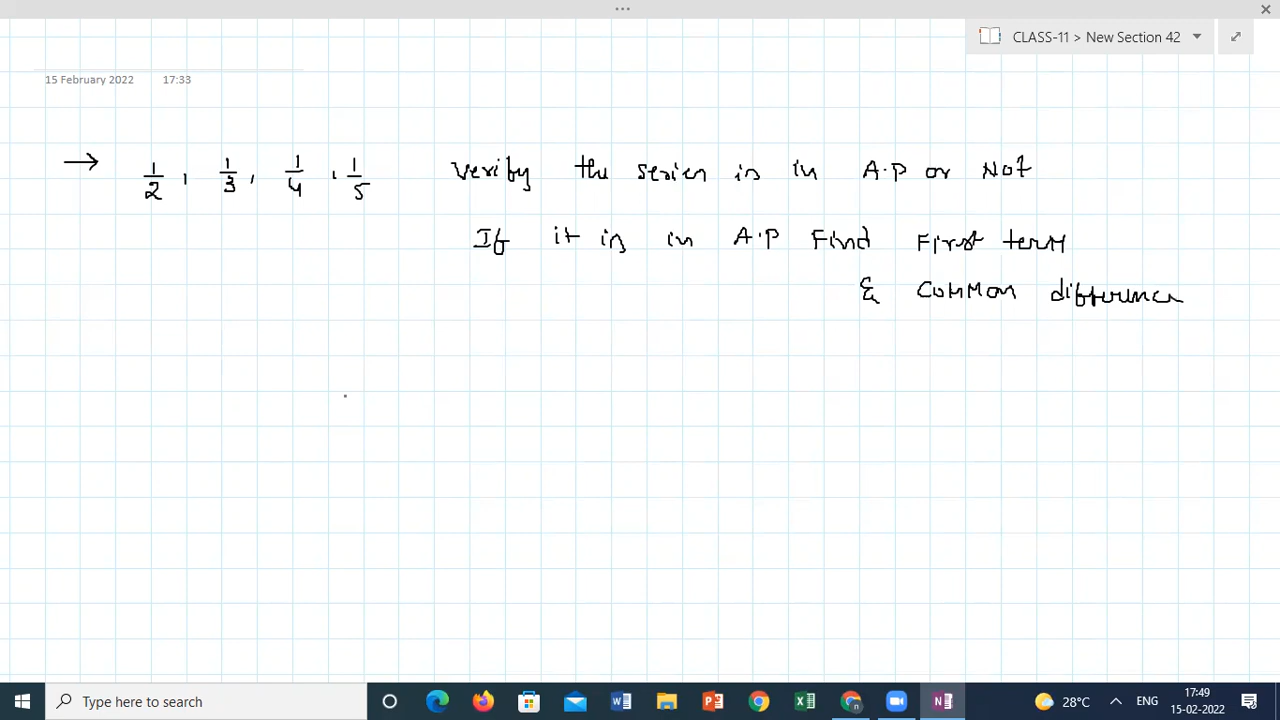 CLASS-11 > New Section 42
15 February 2022 17:33
→ 1/2, 1/3, 1/4, 1/5 Verify the series is in A.P or Not
If it is in A.P Find First term
& Common difference
Type here to search
28°C ENG 17:49
15-02-2022